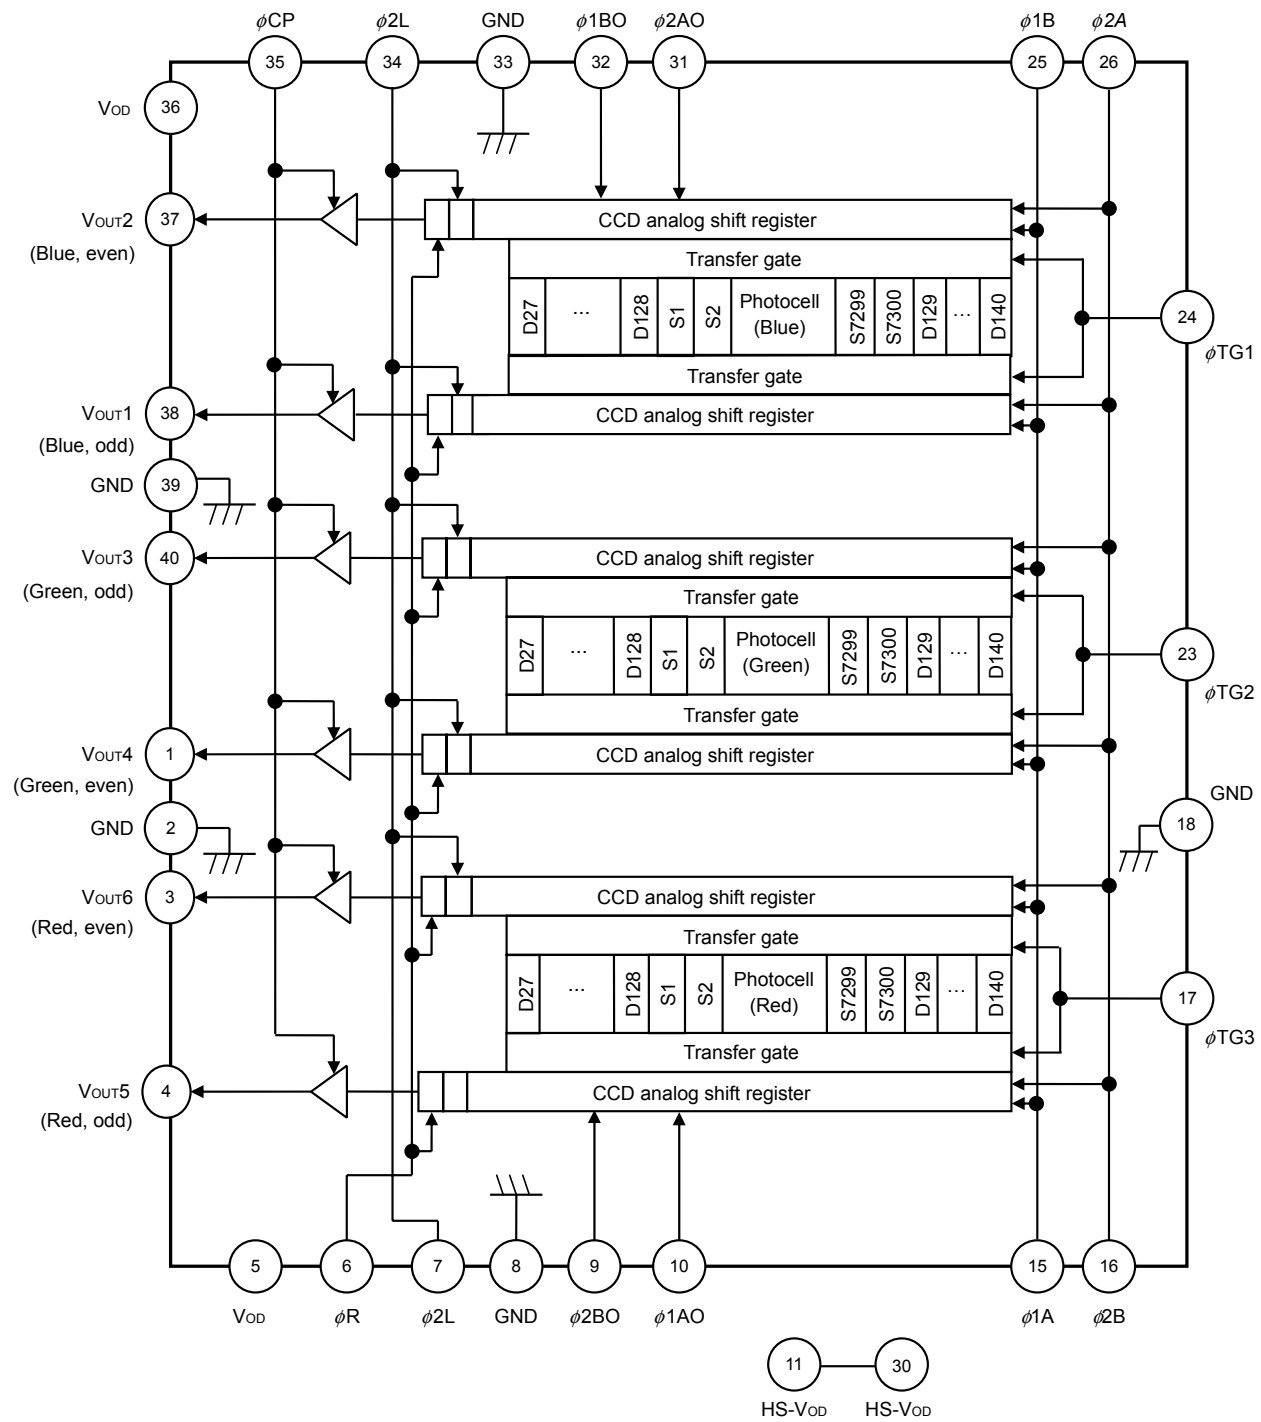 ϕCP ϕ2L GND ϕ1BO ϕ2AO ϕ1B ϕ2A
35 34 33 32 31 25 26
VOD 36
VOUT2 37 CCD analog shift register
(Blue, even)
Transfer gate
D27 ... D128 S1 S2 Photocell (Blue) S7299 S7300 D129 ... D140
24
ϕTG1
Transfer gate
VOUT1 38 CCD analog shift register
(Blue, odd)
GND 39
VOUT3 40 CCD analog shift register
(Green, odd)
Transfer gate
D27 ... D128 S1 S2 Photocell (Green) S7299 S7300 D129 ... D140
23
ϕTG2
Transfer gate
VOUT4 1 CCD analog shift register
(Green, even)
GND
GND 2 18
VOUT6 3 CCD analog shift register
(Red, even)
Transfer gate
D27 ... D128 S1 S2 Photocell (Red) S7299 S7300 D129 ... D140
17
ϕTG3
Transfer gate
VOUT5 4 CCD analog shift register
(Red, odd)
5 6 7 8 9 10 15 16
VOD ϕR ϕ2L GND ϕ2BO ϕ1AO ϕ1A ϕ2B
11 30
HS-VOD HS-VOD